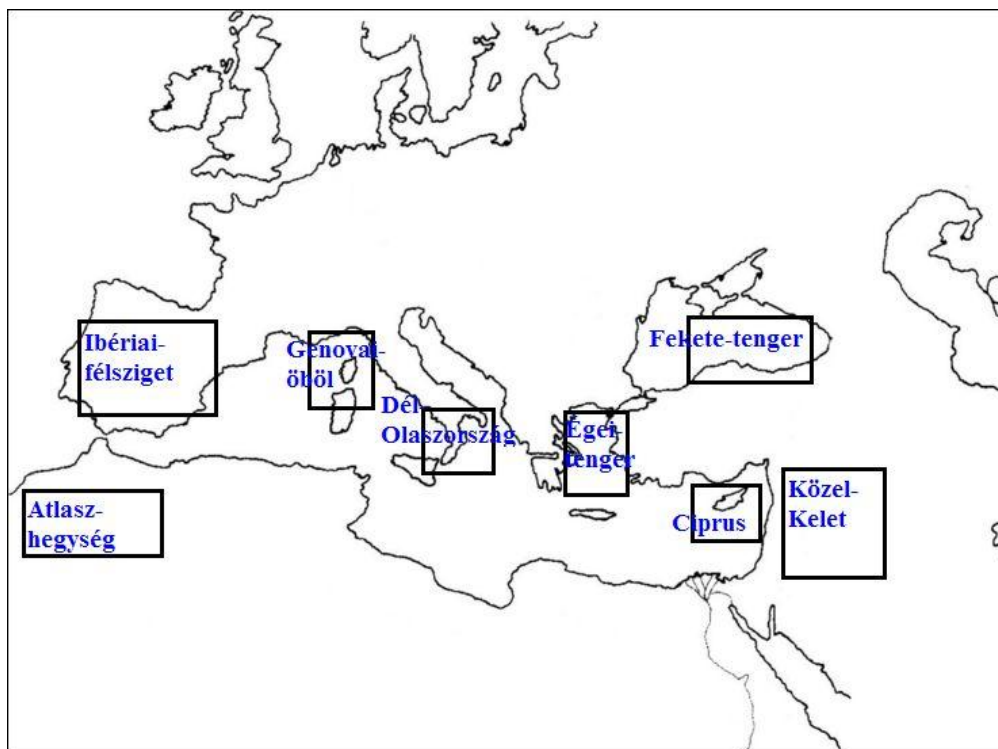 Ibériai-
félsziget
Genovai-
öböl
Fekete-tenger
Dél-
Olaszország
Égei-
tenger
Atlasz-
hegység
Ciprus
Közel-
Kelet